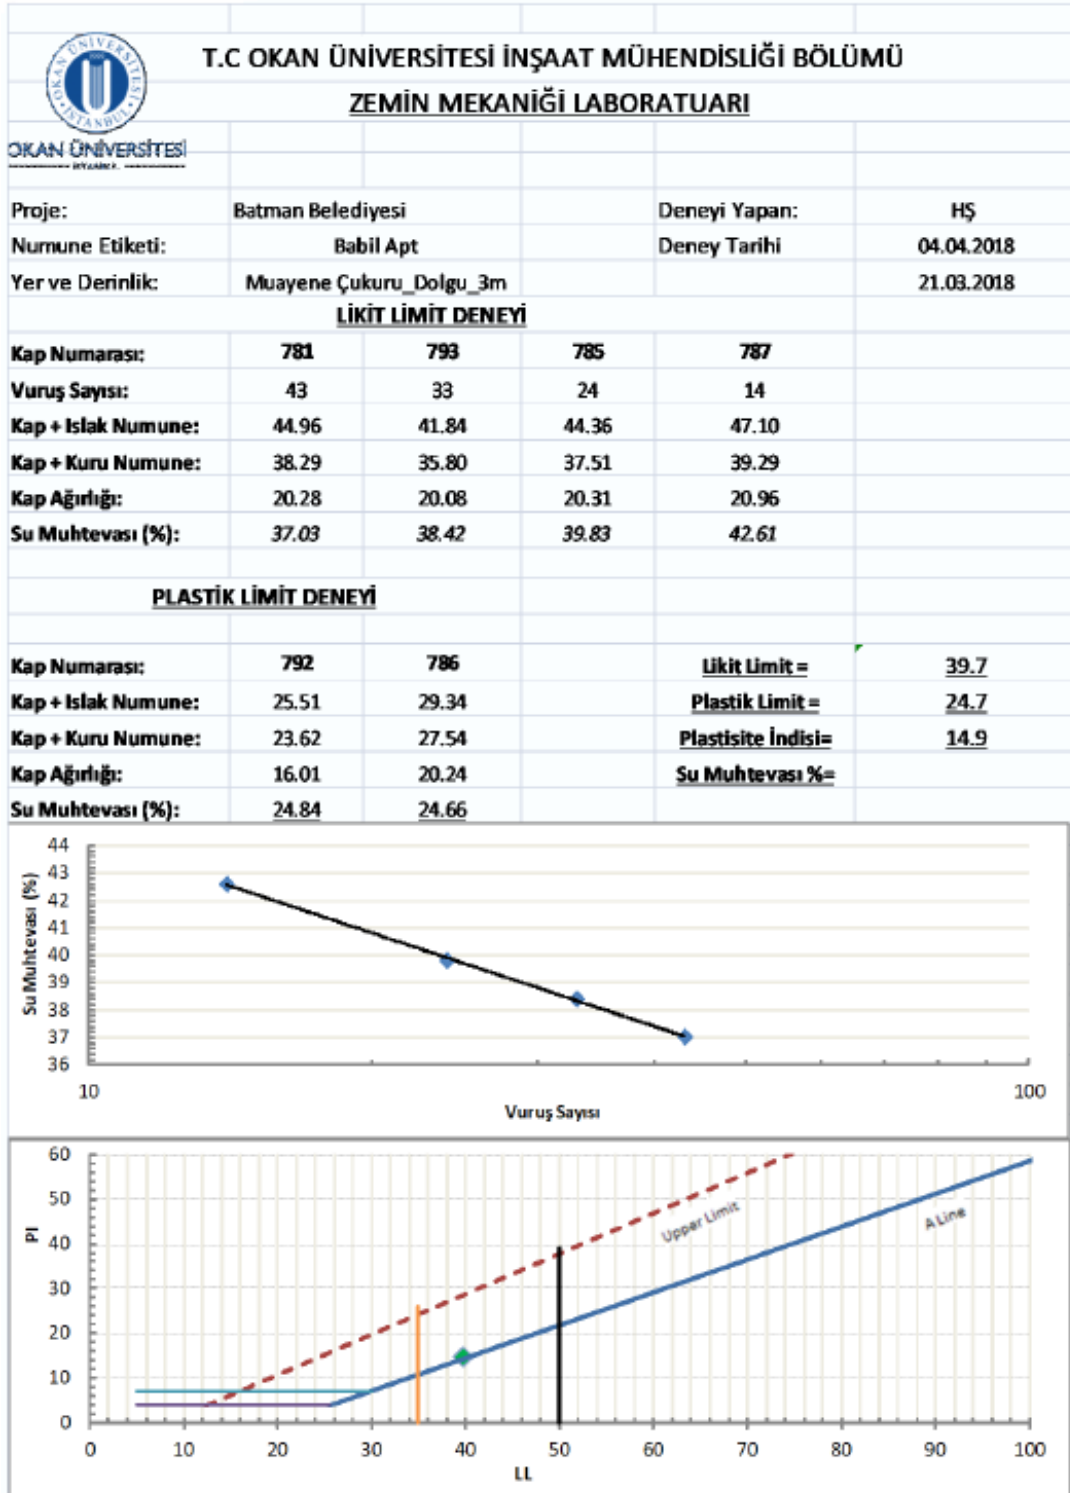 T.C OKAN ÜNİVERSİTESİ İNŞAAT MÜHENDİSLİĞİ BÖLÜMÜ
ZEMİN MEKANİĞİ LABORATUARI
OKAN ÜNİVERSİTESİ
İSTANBUL
OKAN ÜNİVERSİTESİ
Proje: Batman Belediyesi Deneyi Yapan: HŞ
Numune Etiketi: Babil Apt Deney Tarihi 04.04.2018
Yer ve Derinlik: Muayene Çukuru_Dolgu_3m 21.03.2018
LİKİT LİMİT DENEYİ
Kap Numarası: 781 793 785 787
Vuruş Sayısı: 43 33 24 14
Kap + Islak Numune: 44.96 41.84 44.36 47.10
Kap + Kuru Numune: 38.29 35.80 37.51 39.29
Kap Ağırlığı: 20.28 20.08 20.31 20.96
Su Muhtevası (%): 37.03 38.42 39.83 42.61
PLASTİK LİMİT DENEYİ
Kap Numarası: 792 786 Likit Limit = 39.7
Kap + Islak Numune: 25.51 29.34 Plastik Limit = 24.7
Kap + Kuru Numune: 23.62 27.54 Plastisite İndisi= 14.9
Kap Ağırlığı: 16.01 20.24 Su Muhtevası %=
Su Muhtevası (%): 24.84 24.66
Su Muhtevası (%)
44
43
42
41
40
39
38
37
36
10 100
Vuruş Sayısı
PI
60
50
40
30
20
10
0
Upper Limit
A Line
0 10 20 30 40 50 60 70 80 90 100
LL